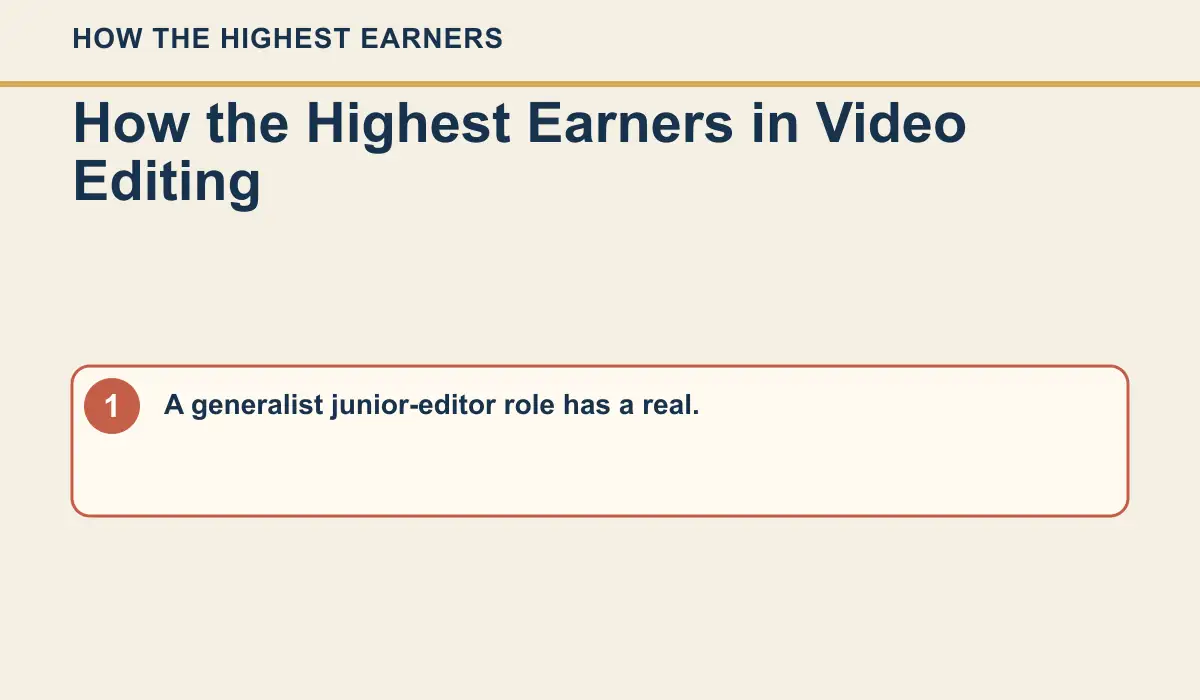 HOW THE HIGHEST EARNERS
How the Highest Earners in Video
Editing
1
A generalist junior-editor role has a real.